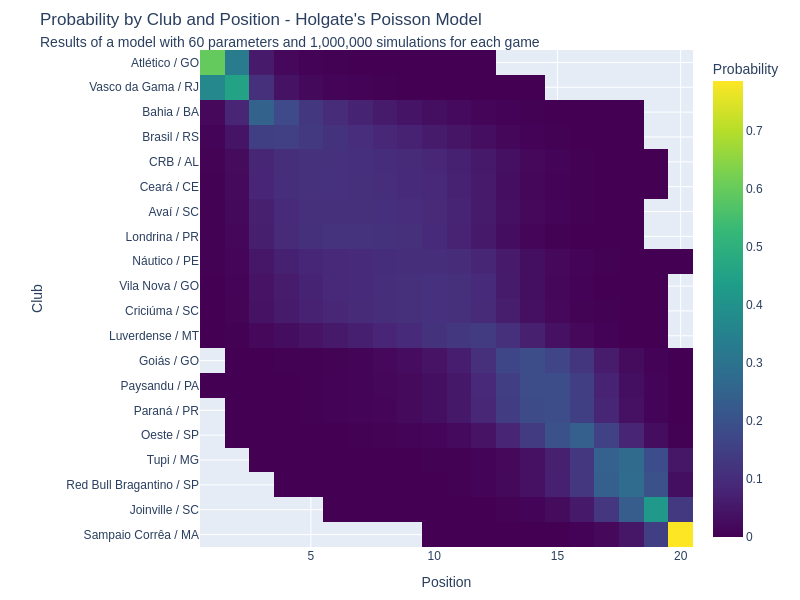 Probability by Club and Position - Holgate's Poisson Model
Results of a model with 60 parameters and 1,000,000 simulations for each game
Probability
0.7
0.6
0.5
0.4
0.3
0.2
0.1
0
Club
Atlético / GO
Vasco da Gama / RJ
Bahia / BA
Brasil / RS
CRB / AL
Ceará / CE
Avaí / SC
Londrina / PR
Náutico / PE
Vila Nova / GO
Criciúma / SC
Luverdense / MT
Goiás / GO
Paysandu / PA
Paraná / PR
Oeste / SP
Tupi / MG
Red Bull Bragantino / SP
Joinville / SC
Sampaio Corrêa / MA
5
10
15
20
Position